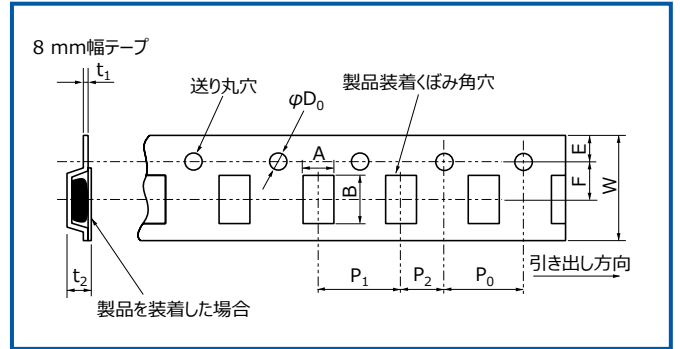 8 mm幅テープ
t1
送り丸穴
φD0
製品装着くぼみ角穴
A
B
E
F
W
t2
P1
P2
P0
引き出し方向
製品を装着した場合